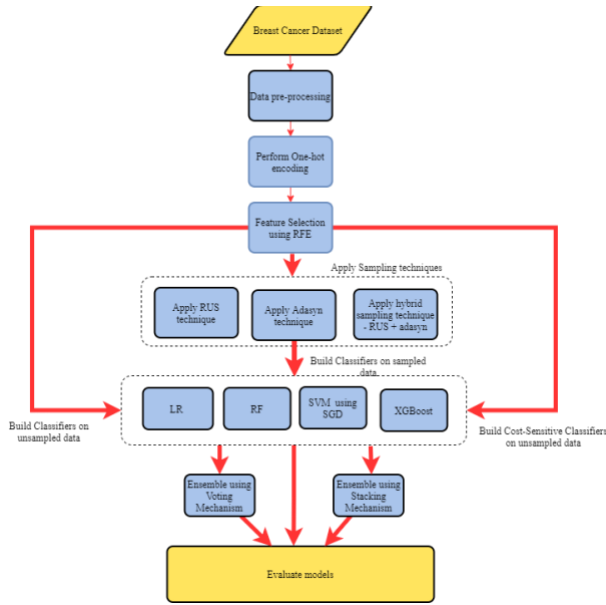 Breast Cancer Dataset
Data pre-processing
Perform One-hot
encoding
Feature Selection
using RFE
Apply Sampling techniques
Apply RUS
technique
Apply Adasyn
technique
Apply hybrid
sampling technique
- RUS + adasyn
Build Classifiers on sampled
data
LR
RF
SVM using
SGD
XGBoost
Build Classifiers on
unsampled data
Build Cost-Sensitive Classifiers
on unsampled data
Ensemble using
Voting
Mechanism
Ensemble using
Stacking
Mechanism
Evaluate models